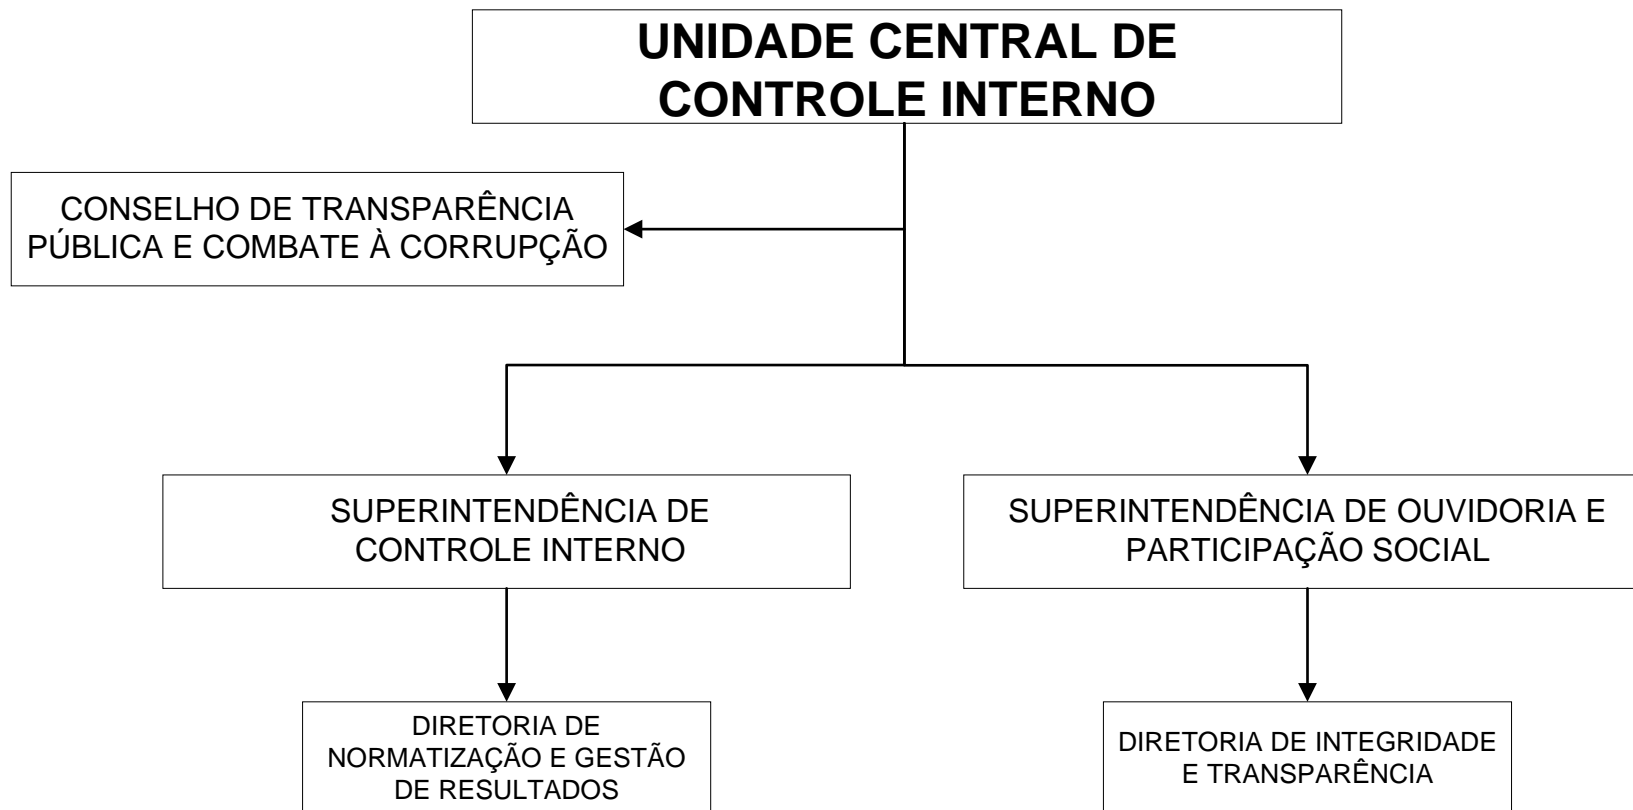 UNIDADE CENTRAL DE
CONTROLE INTERNO
CONSELHO DE TRANSPARÊNCIA
PÚBLICA E COMBATE À CORRUPÇÃO
SUPERINTENDÊNCIA DE
CONTROLE INTERNO
SUPERINTENDÊNCIA DE OUVIDORIA E
PARTICIPAÇÃO SOCIAL
DIRETORIA DE
NORMATIZAÇÃO E GESTÃO
DE RESULTADOS
DIRETORIA DE INTEGRIDADE
E TRANSPARÊNCIA